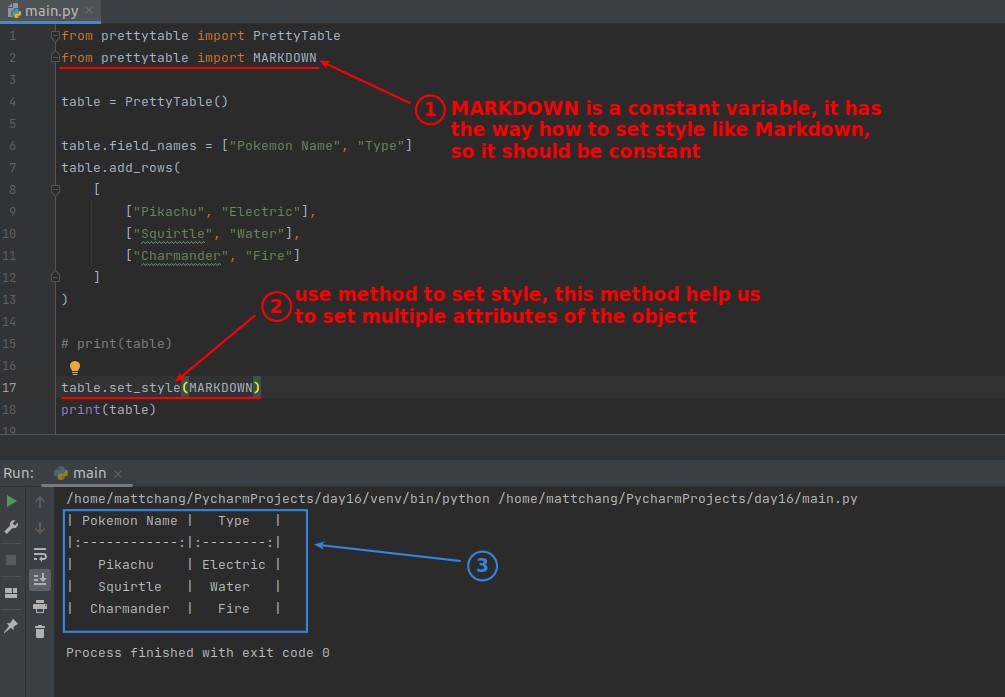 main.py
1 from prettytable import PrettyTable
2 from prettytable import MARKDOWN
3
4 table = PrettyTable()
5
6 table.field_names = ["Pokemon Name", "Type"]
7 table.add_rows(
8     [
9         ["Pikachu", "Electric"],
10         ["Squirtle", "Water"],
11         ["Charmander", "Fire"]
12     ]
13 )
14
15 # print(table)
16
17 table.set_style(MARKDOWN)
18 print(table)
19
1 MARKDOWN is a constant variable, it has
the way how to set style like Markdown,
so it should be constant
2 use method to set style, this method help us
to set multiple attributes of the object
Run: main
/home/mattchang/PycharmProjects/day16/venv/bin/python /home/mattchang/PycharmProjects/day16/main.py
| Pokemon Name |   Type   |
|:------------:|:--------:|
|   Pikachu    | Electric |
|   Squirtle   |  Water   |
|  Charmander  |   Fire   |
3
Process finished with exit code 0